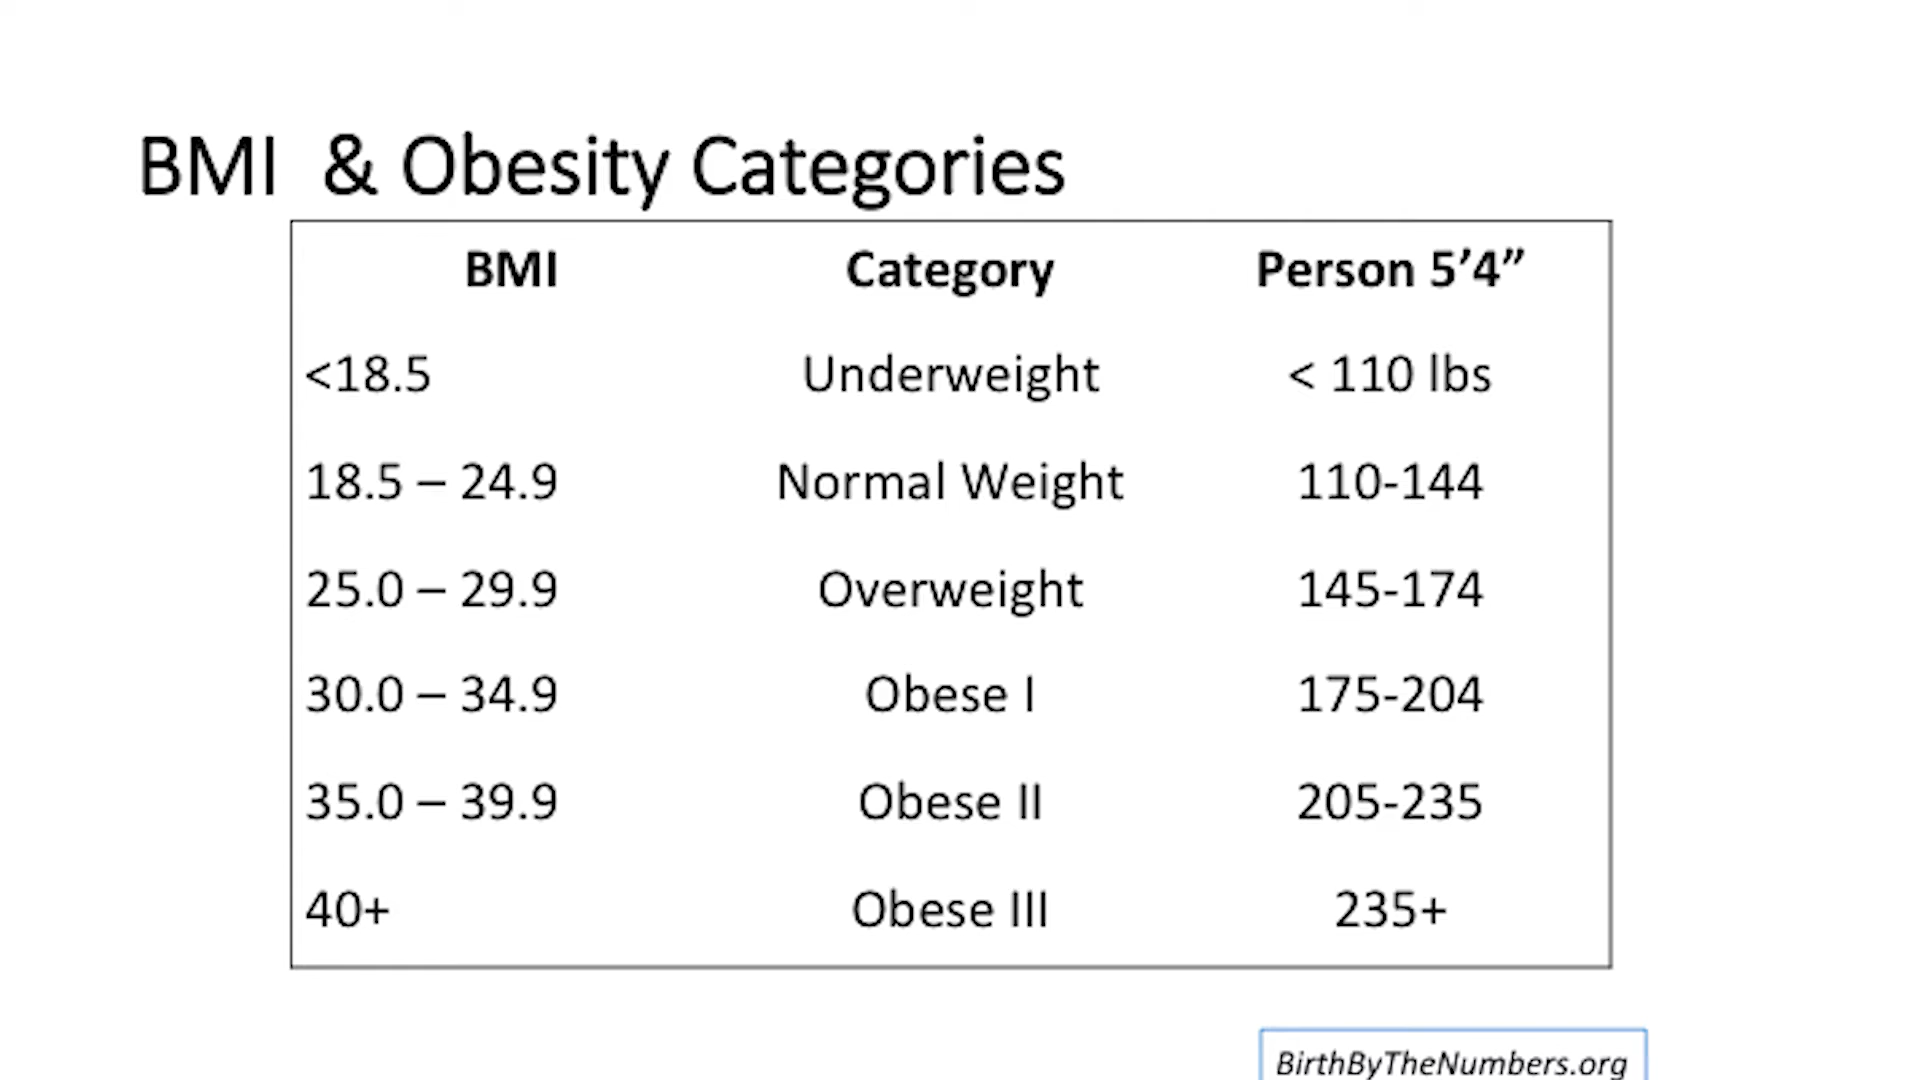 BMI & Obesity Categories
BMI Category Person 5’4”
<18.5 Underweight < 110 lbs
18.5 – 24.9 Normal Weight 110-144
25.0 – 29.9 Overweight 145-174
30.0 – 34.9 Obese I 175-204
35.0 – 39.9 Obese II 205-235
40+ Obese III 235+
BirthByTheNumbers.org